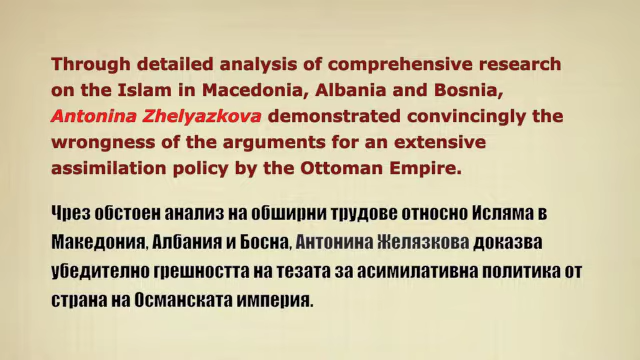 Through detailed analysis of comprehensive research
on the Islam in Macedonia, Albania and Bosnia,
Antonina Zhelyazkova demonstrated convincingly the
wrongness of the arguments for an extensive
assimilation policy by the Ottoman Empire.
Чрез обстоен анализ на обширни трудове относно Исляма в
Македония, Албания и Босна, Антонина Желязкова доказва
убедително грешността на тезата за асимилативна политика от
страна на Османската империя.